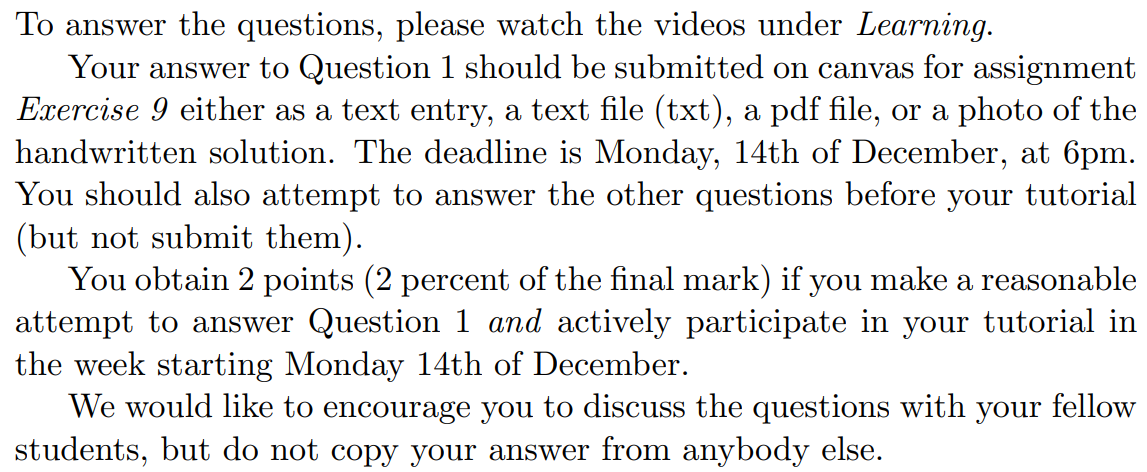 To answer the questions, please watch the videos under Learning.
Your answer to Question 1 should be submitted on canvas for assignment
Exercise 9 either as a text entry, a text file (txt), a pdf file, or a photo of the
handwritten solution. The deadline is Monday, 14th of December, at 6pm.
You should also attempt to answer the other questions before your tutorial
(but not submit them).
You obtain 2 points (2 percent of the final mark) if you make a reasonable
attempt to answer Question 1 and actively participate in your tutorial in
the week starting Monday 14th of December.
We would like to encourage you to discuss the questions with your fellow
students, but do not copy your answer from anybody else.